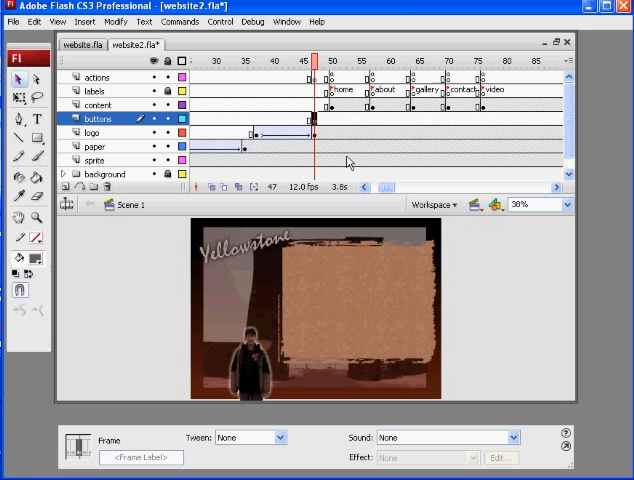 Adobe Flash CS3 Professional - [website2.fla*]
File Edit View Insert Modify Text Commands Control Debug Window Help
website.fla website2.fla*
Fl
30 35 40 45 50 55 60 65 70 75 80 85
actions
labels home about gallery contact video
content
buttons
logo
paper
sprite
background
47 12.0 fps 3.8s
Scene 1 Workspace 38%
Yellowstone
Frame Tween: None Sound: None
<Frame Label> Effect: None Edit...